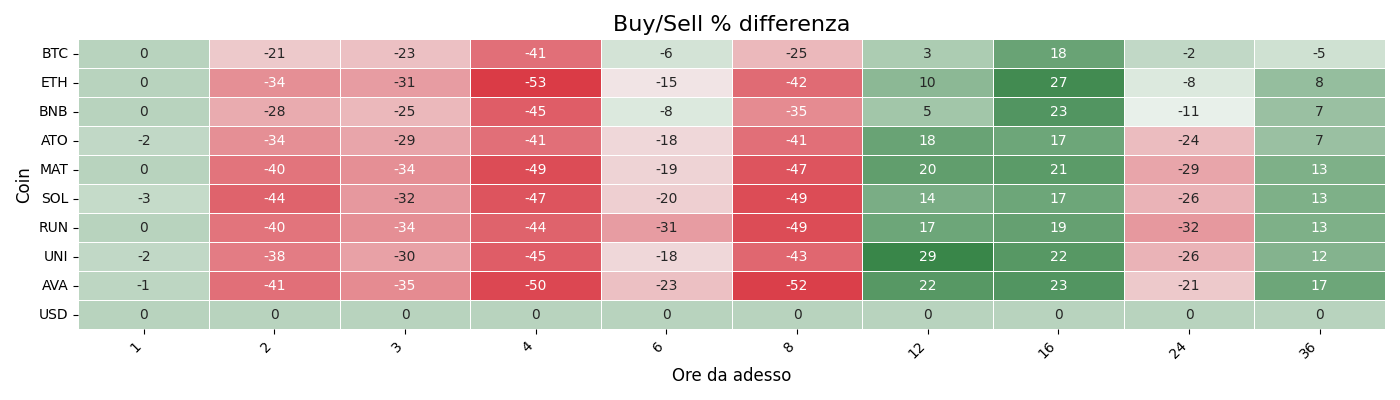 Buy/Sell % differenza
Coin
BTC 0 -21 -23 -41 -6 -25 3 18 -2 -5
ETH 0 -34 -31 -53 -15 -42 10 27 -8 8
BNB 0 -28 -25 -45 -8 -35 5 23 -11 7
ATO -2 -34 -29 -41 -18 -41 18 17 -24 7
MAT 0 -40 -34 -49 -19 -47 20 21 -29 13
SOL -3 -44 -32 -47 -20 -49 14 17 -26 13
RUN 0 -40 -34 -44 -31 -49 17 19 -32 13
UNI -2 -38 -30 -45 -18 -43 29 22 -26 12
AVA -1 -41 -35 -50 -23 -52 22 23 -21 17
USD 0 0 0 0 0 0 0 0 0 0
1 2 3 4 6 8 12 16 24 36
Ore da adesso